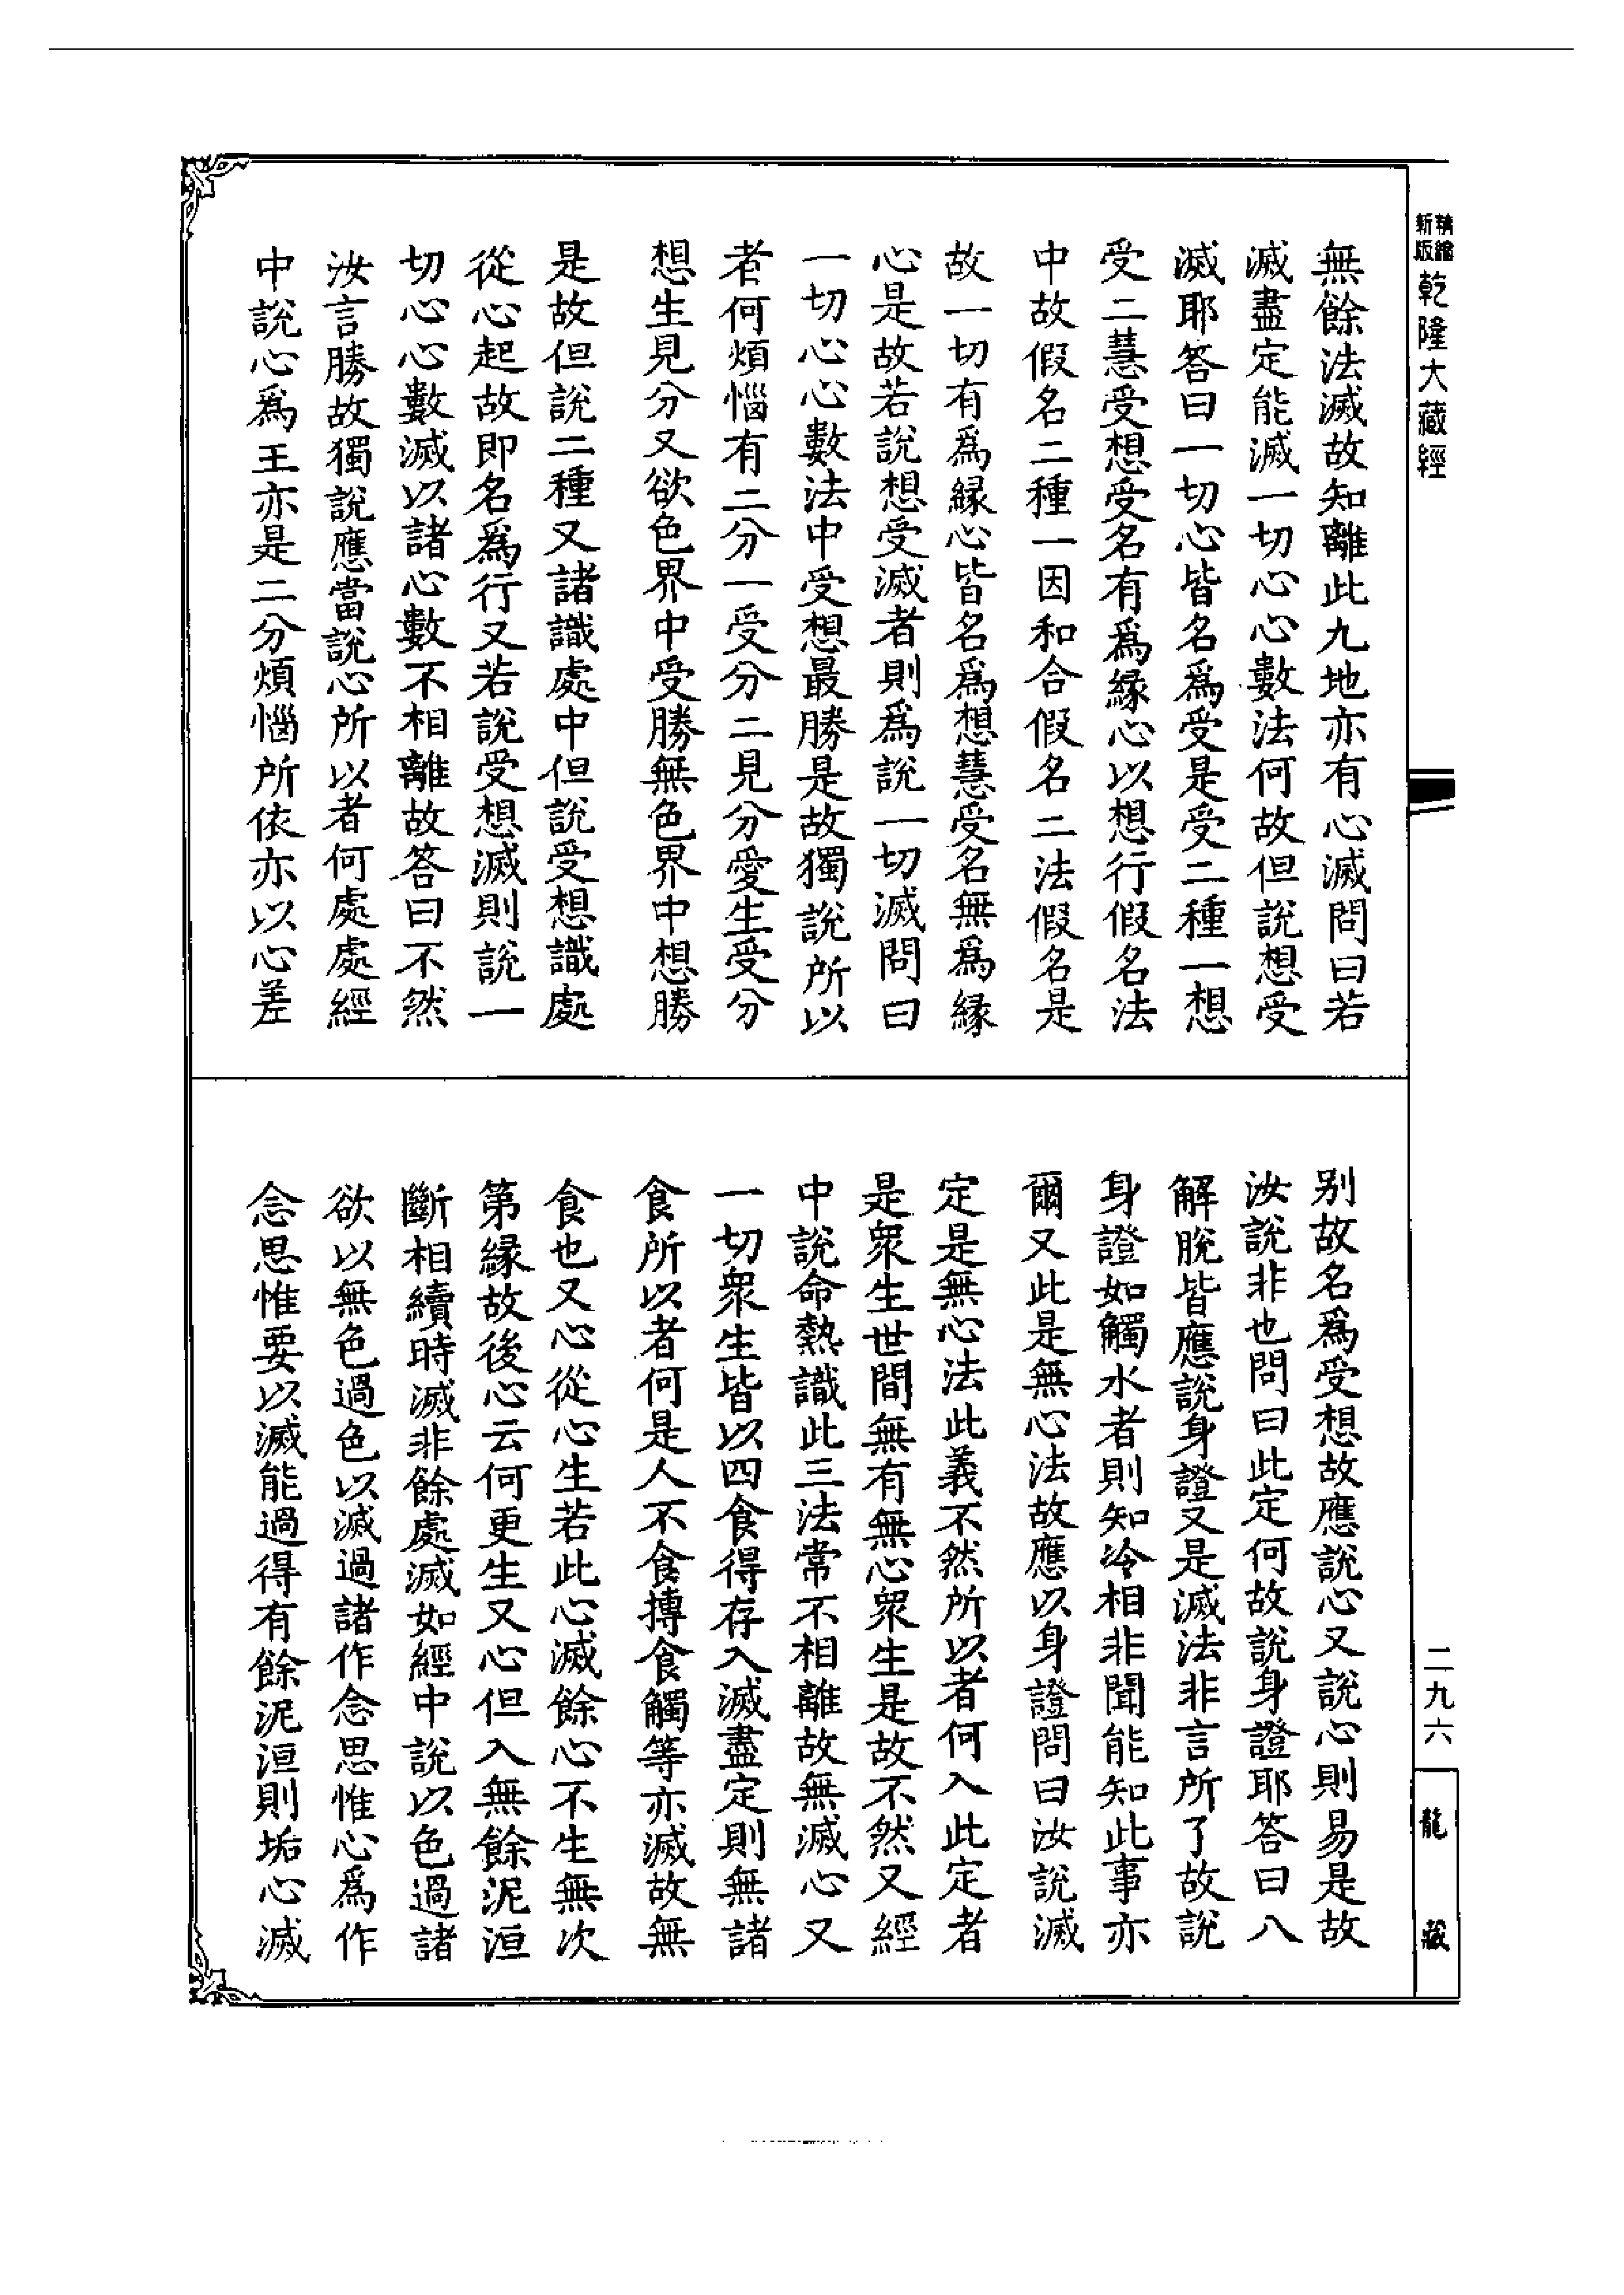 新編縮版乾隆大藏經
無餘法滅故知離此九地亦有心滅問曰若
滅盡定能滅一切心心數法何故但說想受
滅耶答曰一切心皆名爲受是受二種一想
受二慧受想受名有爲緣心以想行假名法
中故假名二種一因和合假名二法假名是
故一切有爲緣心皆名爲想慧受名無爲緣
心是故若說想受滅者則爲說一切滅問曰
一切心心數法中受想最勝是故獨說所以
者何煩惱有二分一受分二見分愛生受分
想生見分又欲色界中受勝無色界中想勝
是故但說二種又諸識處中但說受想識處
從心起故即名爲行又若說受想滅則說一
切心心數滅以諸心數不相離故答曰不然
汝言勝故獨說應當說心所以者何處處經
中說心爲王亦是二分煩惱所依亦以心差
别故名爲受想故應說心又說心則易是故
汝說非也問曰此定何故說身證耶答曰八
解脫皆應說身證又是滅法非言所了故說
身證如觸水者則知冷相非聞能知此事亦
爾又此是無心法故應以身證問曰汝說滅
定是無心法此義不然所以者何入此定者
是衆生世間無有無心衆生是故不然又經
中說命熱識此三法常不相離故無滅心又
一切衆生皆以四食得存入滅盡定則無諸
食所以者何是人不食摶食觸等亦滅故無
食也又心從心生若此心滅餘心不生無次
第緣故後心云何更生又心但入無餘泥洹
斷相續時滅非餘處滅如經中說以色過諸
欲以無色過色以滅過諸作念思惟心爲作
念思惟要以滅能過得有餘泥洹則垢心滅
二九六
龍藏